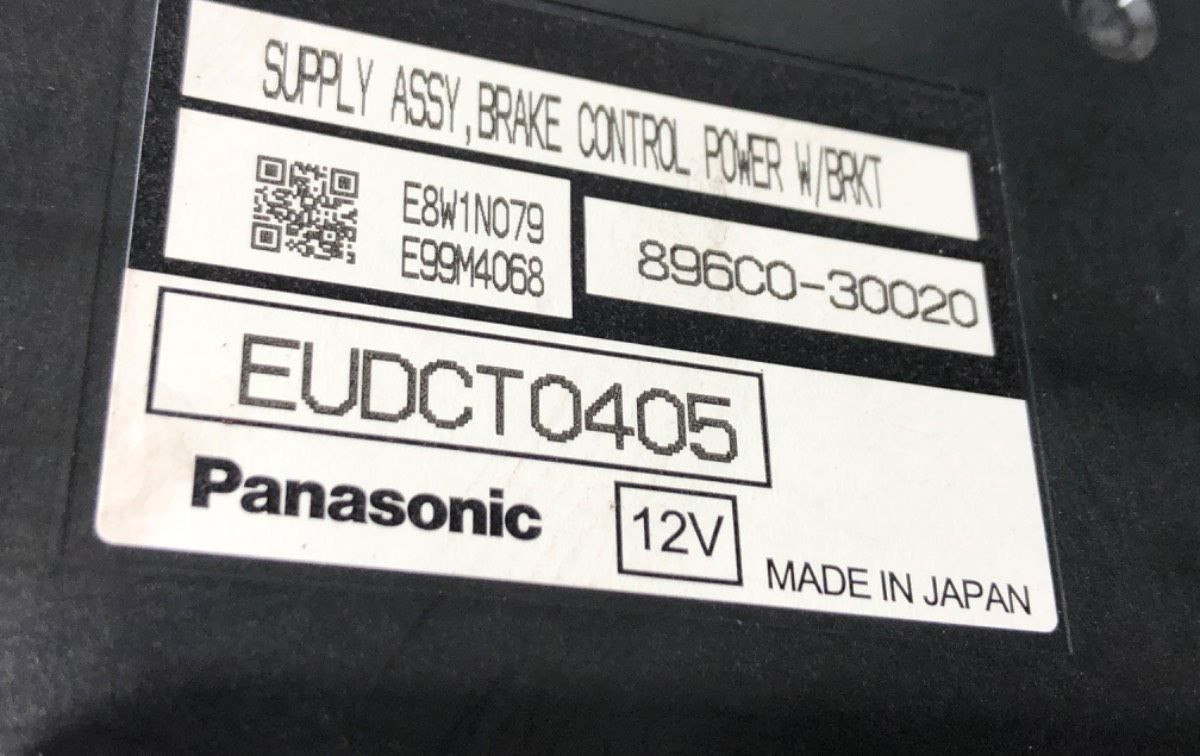 SUPPLY ASSY,BRAKE CONTROL POWER W/BRKT
E8W1N079
E99M4068
896C0-30020
EUDCT0405
Panasonic
12V
MADE IN JAPAN